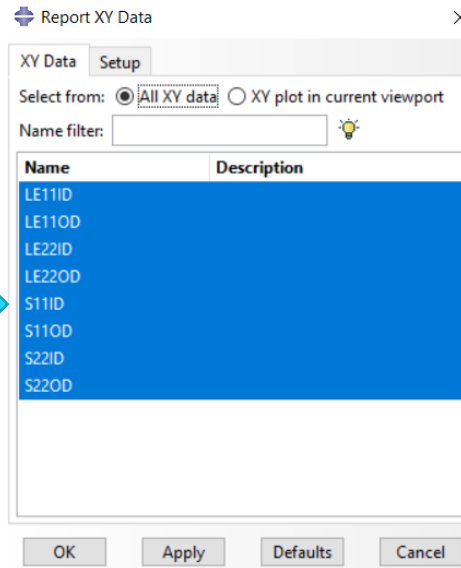 Report XY Data
XY Data Setup
Select from: All XY data XY plot in current viewport
Name filter:
Name Description
LE11ID
LE11OD
LE22ID
LE22OD
S11ID
S11OD
S22ID
S22OD
OK Apply Defaults Cancel